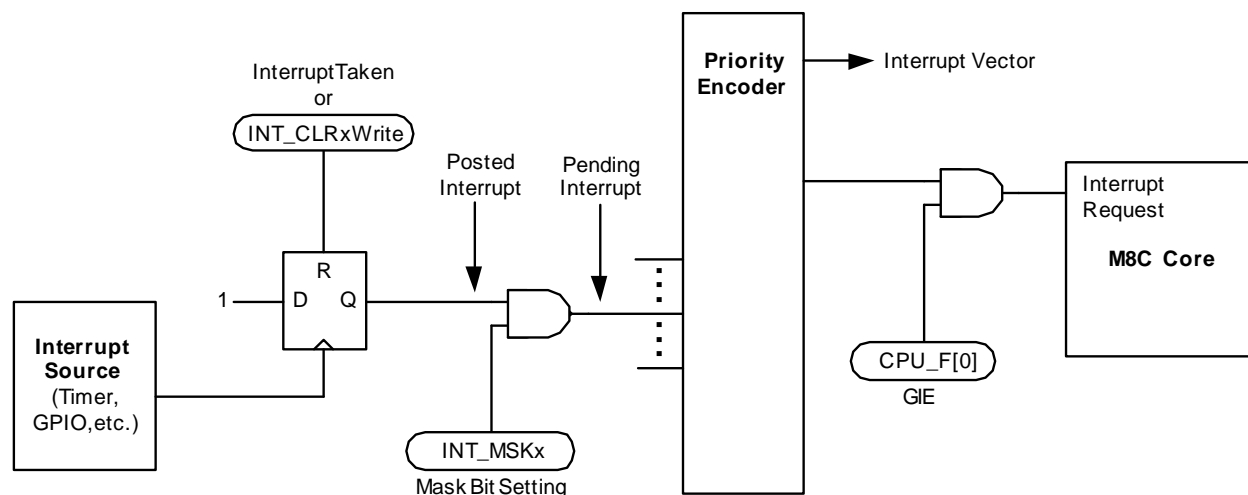 InterruptTaken
or
INT_CLRxWrite
Posted
Interrupt
Pending
Interrupt
Priority
Encoder
Interrupt Vector
Interrupt
Request
M8C Core
R
D Q
1
Interrupt
Source
(Timer,
GPIO,etc.)
INT_MSKx
Mask Bit Setting
CPU_F[0]
GIE